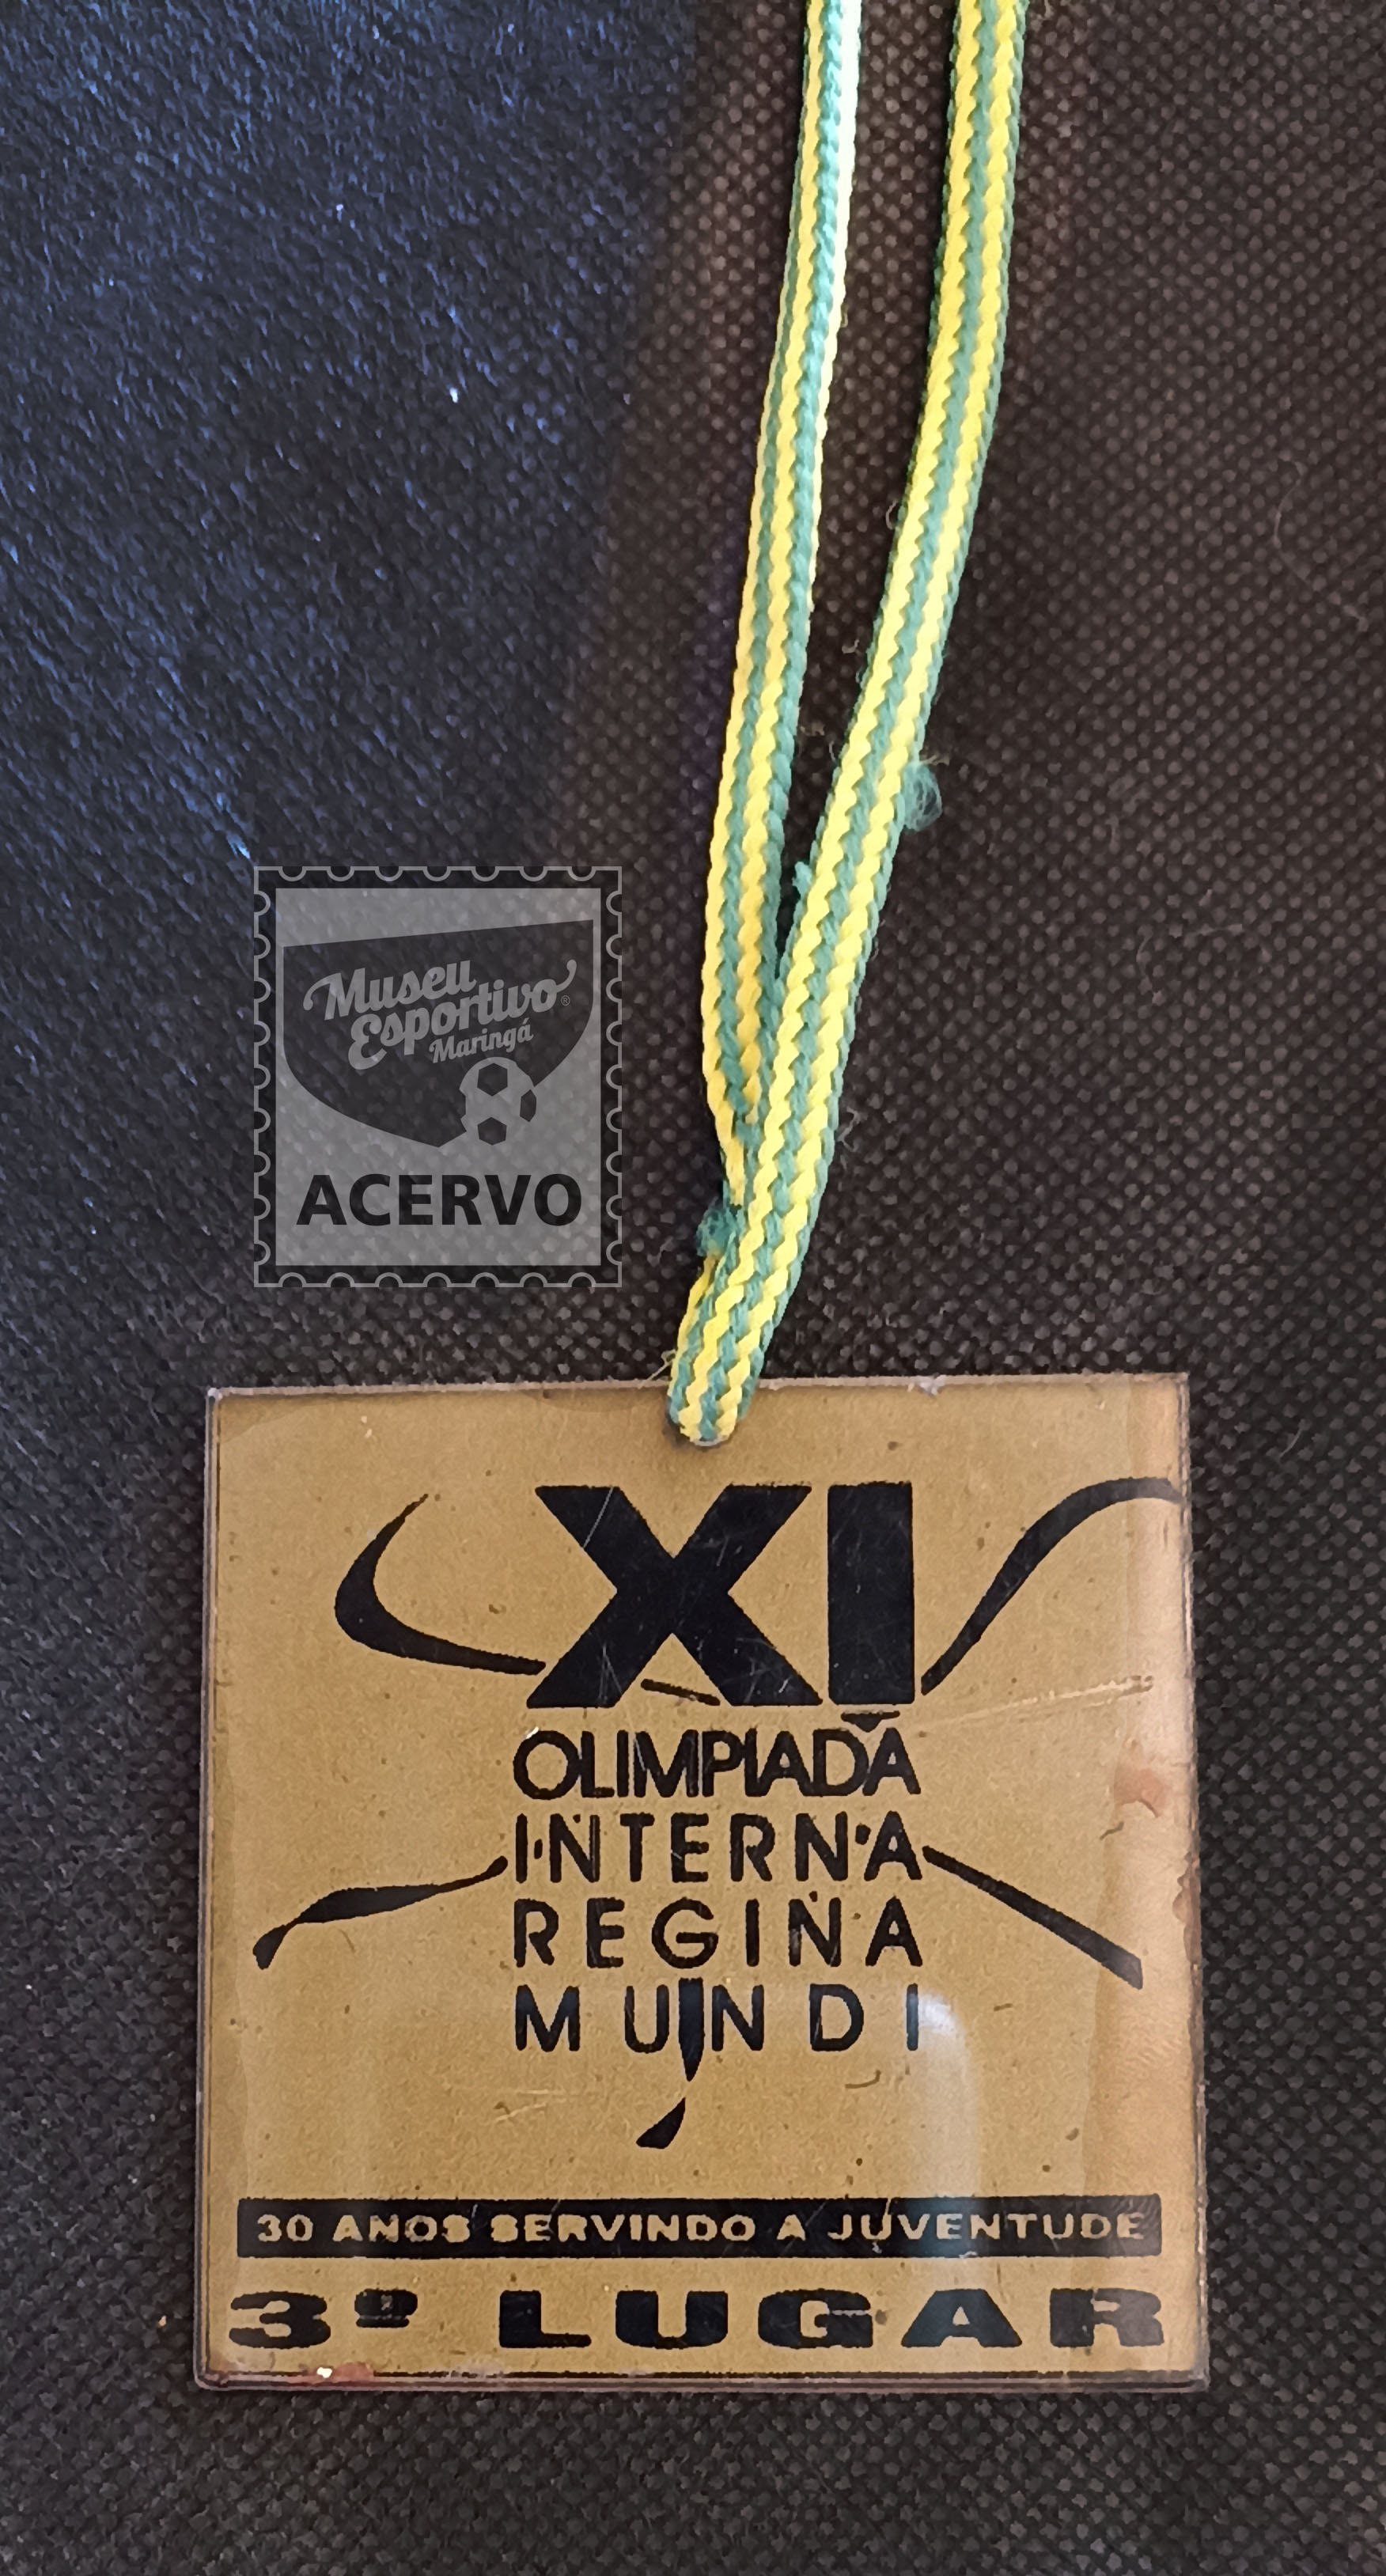 Museu
Esportivo®
Maringá
ACERVO
XI
OLIMPIADA
INTERNA
REGINA
MUNDI
30 ANOS SERVINDO A JUVENTUDE
3º LUGAR